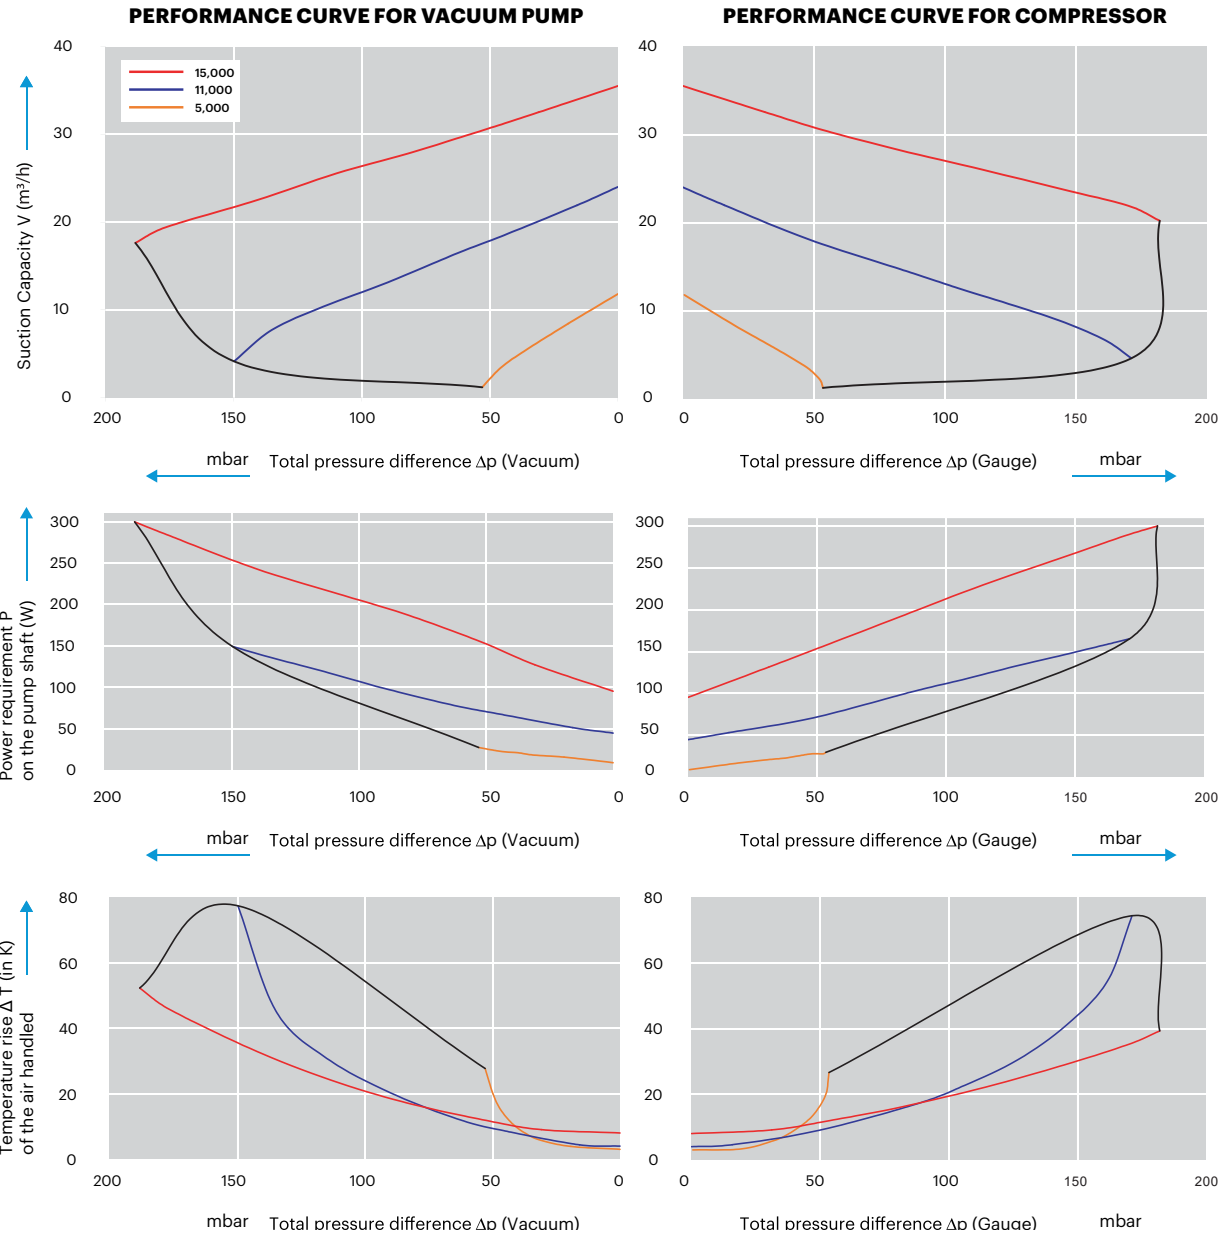 PERFORMANCE CURVE FOR VACUUM PUMP
PERFORMANCE CURVE FOR COMPRESSOR
Suction Capacity V (m³/h)
40
30
20
10
0
15,000
11,000
5,000
200 150 100 50 0
mbar Total pressure difference Δp (Vacuum)
40
30
20
10
0
0 50 100 150 200
Total pressure difference Δp (Gauge) mbar
Power requirement P
on the pump shaft (W)
300
250
200
150
100
50
0
200 150 100 50 0
mbar Total pressure difference Δp (Vacuum)
300
250
200
150
100
50
0
0 50 100 150 200
Total pressure difference Δp (Gauge) mbar
Temperature rise Δ T (in K)
of the air handled
80
60
40
20
0
200 150 100 50 0
mbar Total pressure difference Δp (Vacuum)
80
60
40
20
0
0 50 100 150 200
Total pressure difference Δp (Gauge) mbar